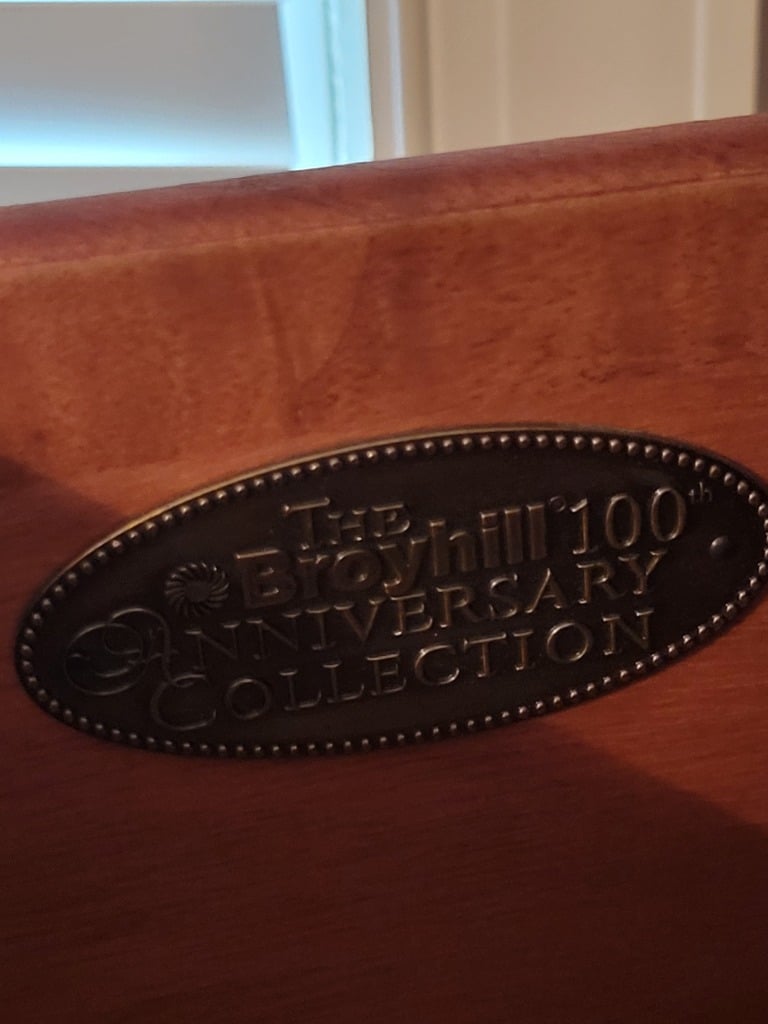 THE
Broyhill® 100th
ANNIVERSARY
COLLECTION